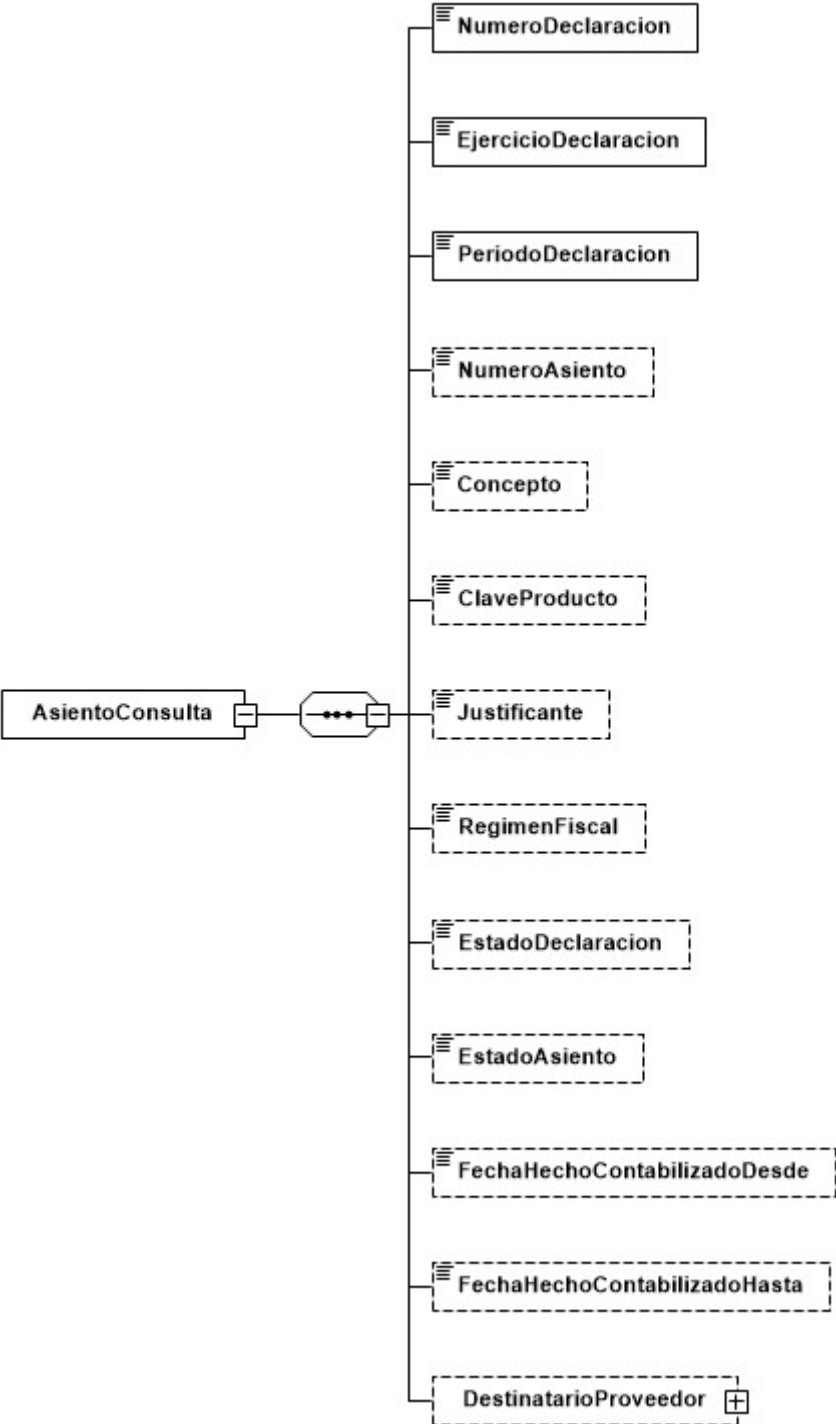 NumeroDeclaracion
EjercicioDeclaracion
PeriodoDeclaracion
NumeroAsiento
Concepto
ClaveProducto
AsientoConsulta
Justificante
RegimenFiscal
EstadoDeclaracion
EstadoAsiento
FechaHechoContabilizadoDesde
FechaHechoContabilizadoHasta
DestinatarioProveedor